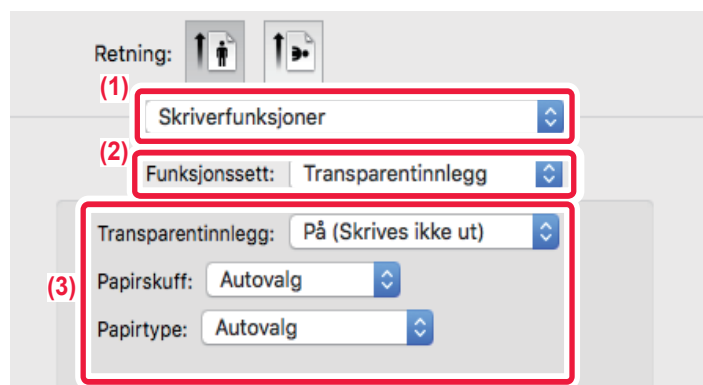 Retning:
(1)
Skriverfunksjoner
(2)
Funksjonssett: Transparentinnlegg
Transparentinnlegg: På (Skrives ikke ut)
(3) Papirskuff: Autovalg
Papirtype: Autovalg